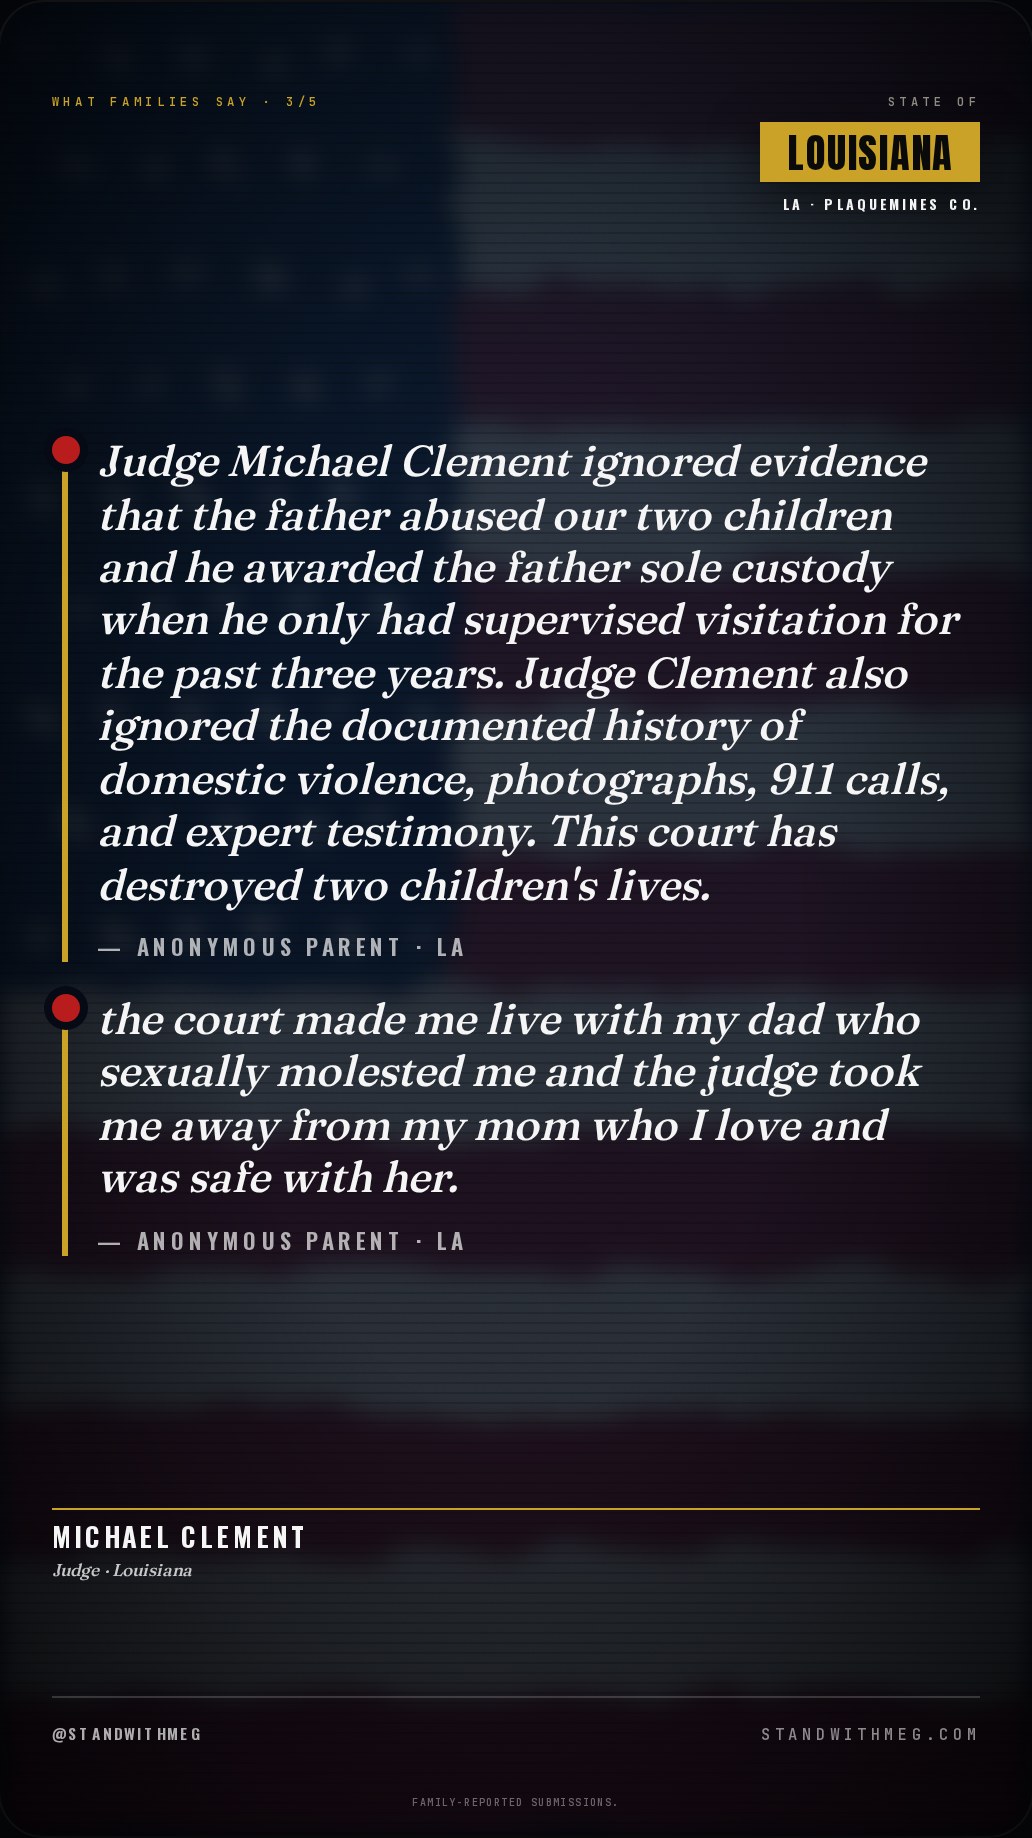 WHAT FAMILIES SAY · 3/5
STATE OF
LOUISIANA
LA · PLAQUEMINES CO.
Judge Michael Clement ignored evidence
that the father abused our two children
and he awarded the father sole custody
when he only had supervised visitation for
the past three years. Judge Clement also
ignored the documented history of
domestic violence, photographs, 911 calls,
and expert testimony. This court has
destroyed two children's lives.
— ANONYMOUS PARENT · LA
the court made me live with my dad who
sexually molested me and the judge took
me away from my mom who I love and
was safe with her.
— ANONYMOUS PARENT · LA
MICHAEL CLEMENT
Judge · Louisiana
@STANDWITHMEG
STANDWITHMEG.COM
FAMILY-REPORTED SUBMISSIONS.